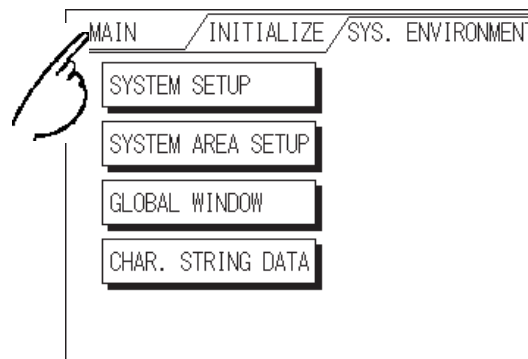 MAIN INITIALIZE SYS. ENVIRONMENT
SYSTEM SETUP
SYSTEM AREA SETUP
GLOBAL WINDOW
CHAR. STRING DATA